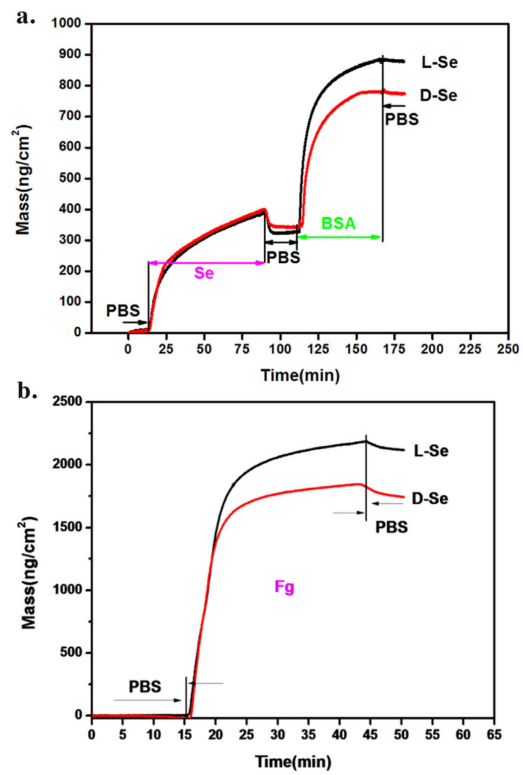 a.
1000
900
800
700
600
500
400
300
200
100
0
Mass(ng/cm²)
L-Se
D-Se
PBS
BSA
PBS
Se
PBS
0 25 50 75 100 125 150 175 200 225 250
Time(min)
b.
2500
2000
1500
1000
500
250
0
Mass(ng/cm²)
L-Se
D-Se
PBS
Fg
PBS
0 5 10 15 20 25 30 35 40 45 50 55 60 65
Time(min)